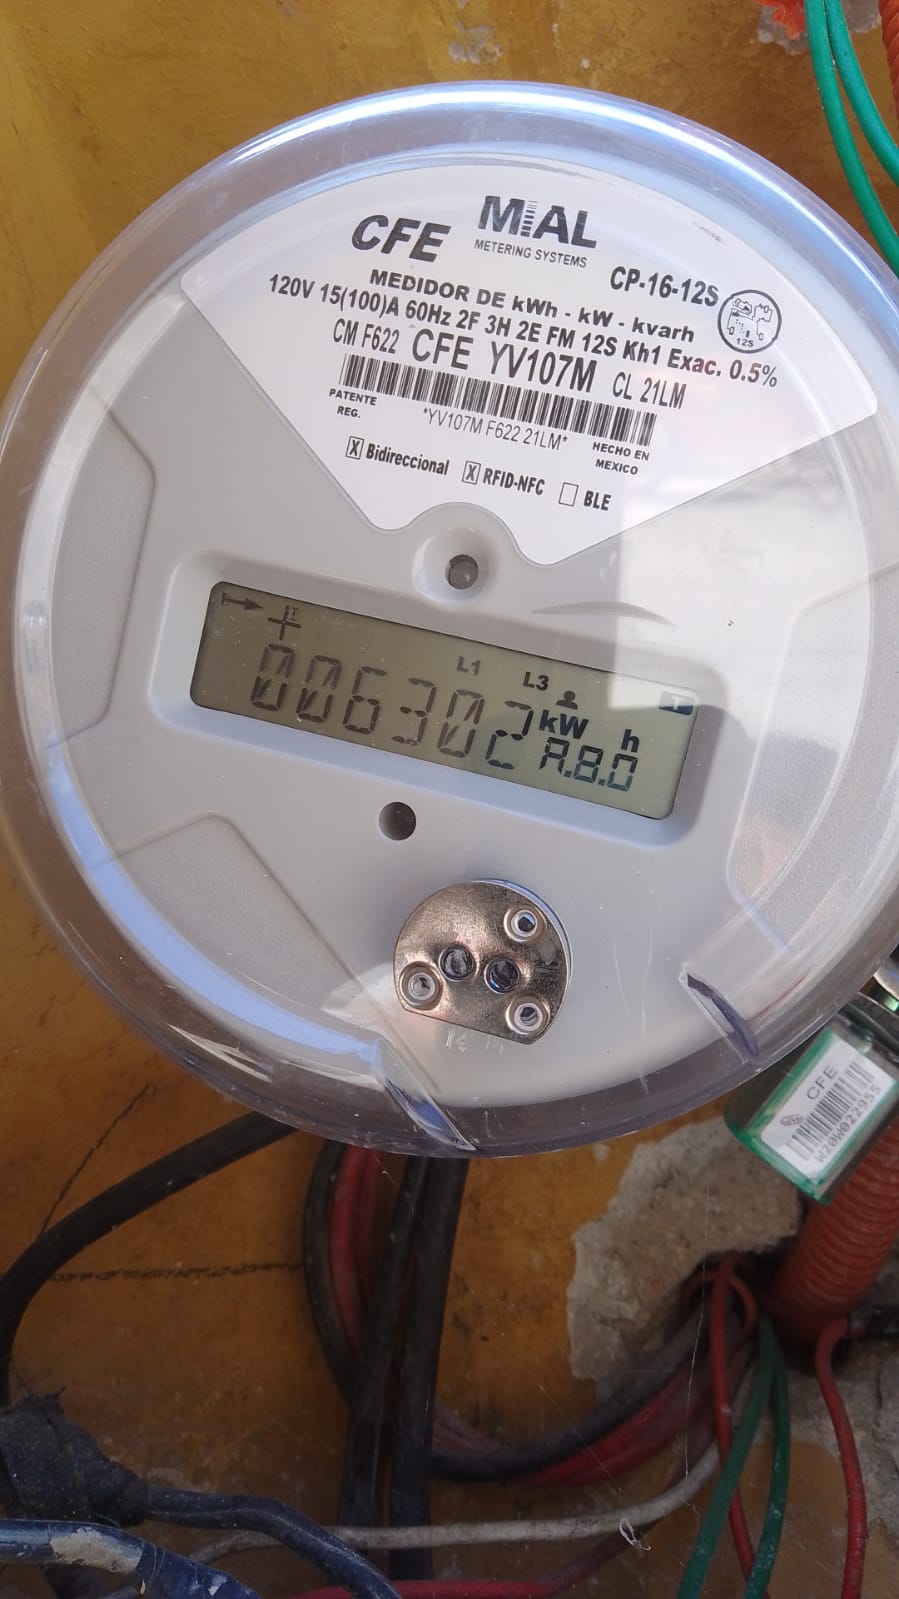 CFE MIAL
METERING SYSTEMS
CP-16-12S
12S
MEDIDOR DE kWh - kW - kvarh
120V 15(100)A 60Hz 2F 3H 2E FM 12S Kh1 Exac. 0.5%
CM F622 CFE YV107M CL 21LM
PATENTE
REG.
*YV107M F622 21LM*
HECHO EN
MEXICO
X Bidireccional X RFID-NFC BLE
L1 L3
T
006302 kW h
A.8.0
CFE
W20W022955